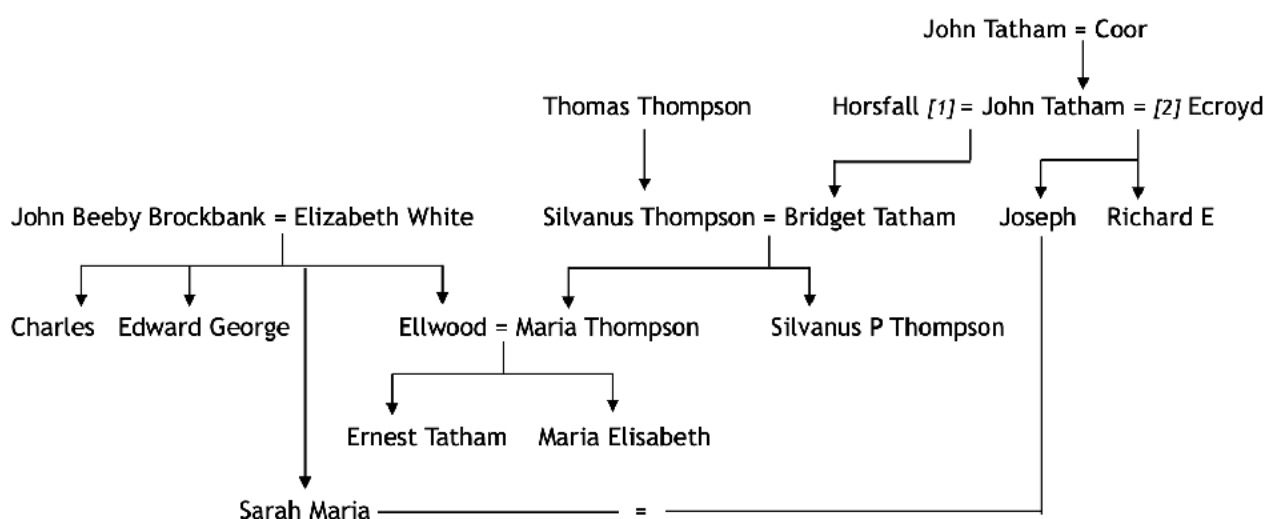 John Tatham = Coor
Thomas Thompson Horsfall [1] = John Tatham = [2] Ecroyd
John Beeby Brockbank = Elizabeth White Silvanus Thompson = Bridget Tatham Joseph Richard E
Charles Edward George Ellwood = Maria Thompson Silvanus P Thompson
Ernest Tatham Maria Elisabeth
Sarah Maria =